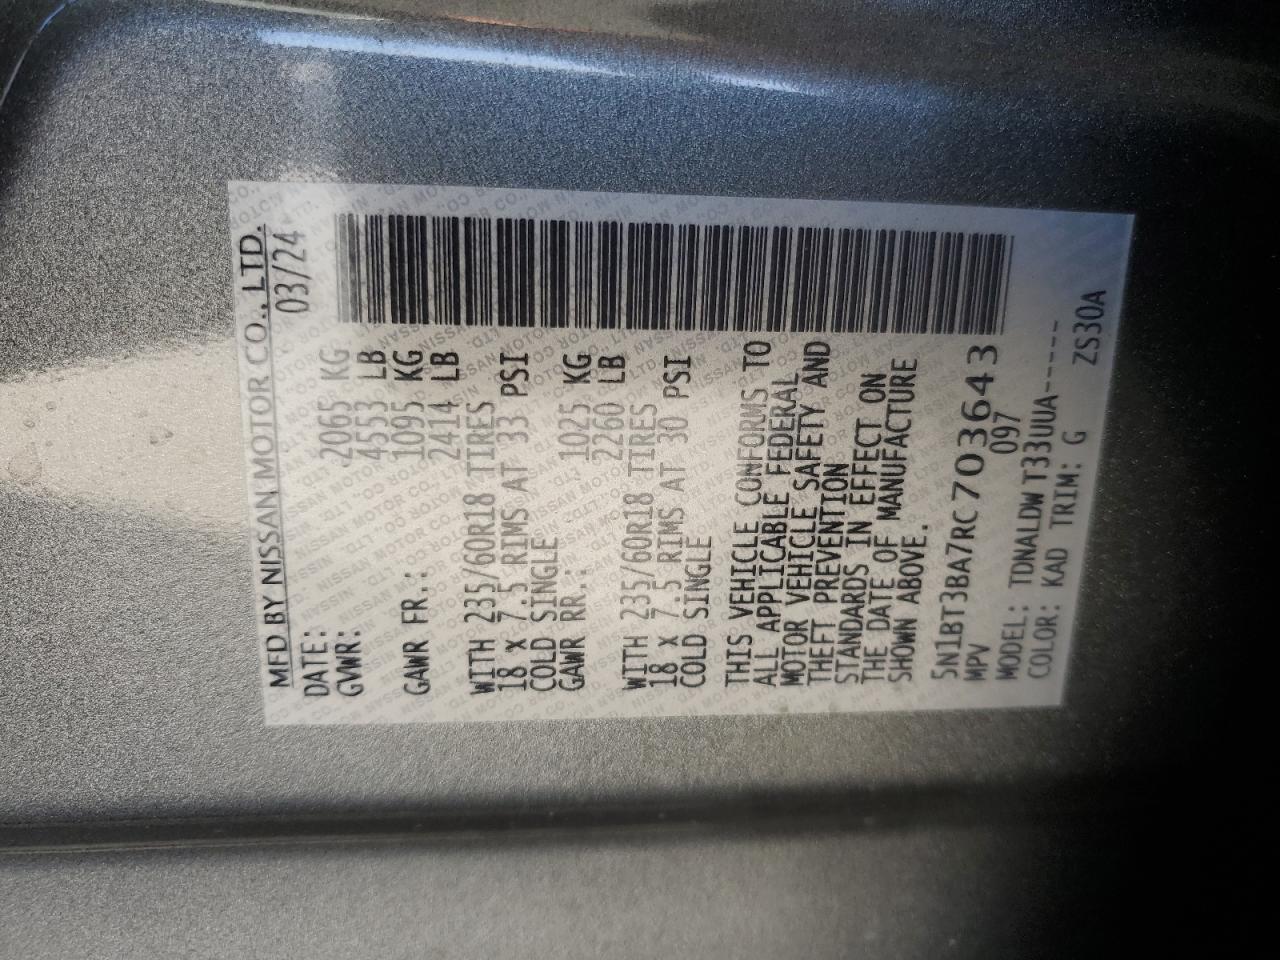 MFD BY NISSAN MOTOR CO., LTD.
DATE: 03/24
GVWR: 2065 KG
4553 LB
GAWR FR.: 1095 KG
2414 LB
WITH 235/60R18 TIRES
18 x 7.5 RIMS AT 33 PSI
COLD SINGLE
GAWR RR.: 1025 KG
2260 LB
WITH 235/60R18 TIRES
18 x 7.5 RIMS AT 30 PSI
COLD SINGLE
THIS VEHICLE CONFORMS TO
ALL APPLICABLE FEDERAL
MOTOR VEHICLE SAFETY AND
THEFT PREVENTION
STANDARDS IN EFFECT ON
THE DATE OF MANUFACTURE
SHOWN ABOVE.
5N1BT3BA7RC703643
MPV 097
MODEL: TDNALDW T33UUA-----
COLOR: KAD TRIM: G ZS30A